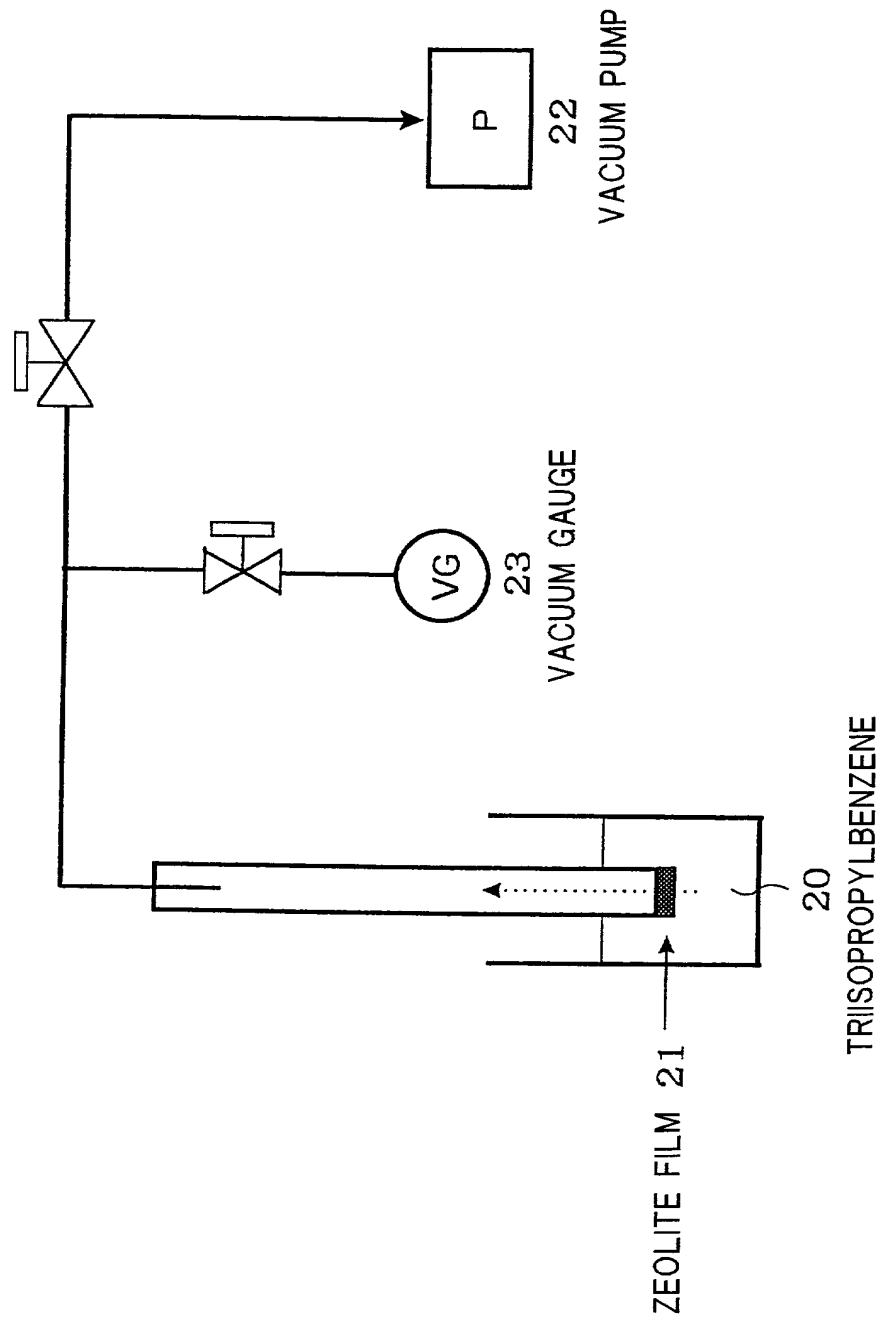 P
22
VACUUM PUMP
VG
23
VACUUM GAUGE
ZEOLITE FILM 21
20
TRIISOPROPYLBENZENE